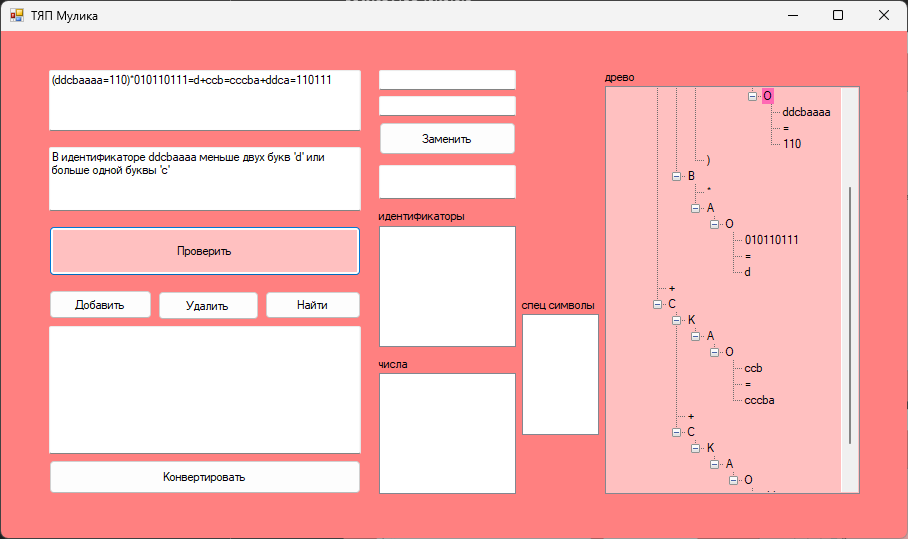 ТЯП Мулика
(ddcbaaaa=110)*010110111=d+ccb=cccba+ddca=110111
В идентификаторе ddcbaaaa меньше двух букв 'd' или
больше одной буквы 'c'
Проверить
Добавить
Удалить
Найти
Конвертировать
Заменить
идентификаторы
числа
спец символы
древо
O
ddcbaaaa
=
110
)
B
*
A
O
010110111
=
d
+
C
K
A
O
ccb
=
cccba
+
C
K
A
O